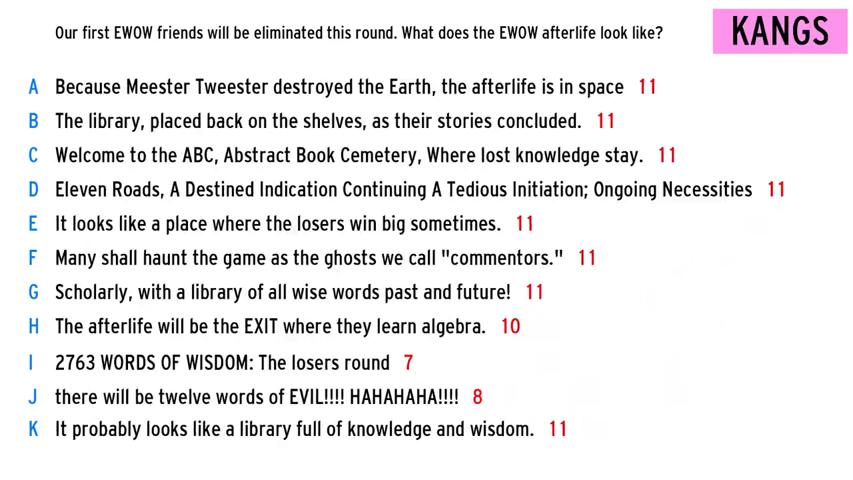 Our first EWOW friends will be eliminated this round. What does the EWOW afterlife look like?
KANGS
A Because Meester Tweester destroyed the Earth, the afterlife is in space 11
B The library, placed back on the shelves, as their stories concluded. 11
C Welcome to the ABC, Abstract Book Cemetery, Where lost knowledge stay. 11
D Eleven Roads, A Destined Indication Continuing A Tedious Initiation; Ongoing Necessities 11
E It looks like a place where the losers win big sometimes. 11
F Many shall haunt the game as the ghosts we call "commentors." 11
G Scholarly, with a library of all wise words past and future! 11
H The afterlife will be the EXIT where they learn algebra. 10
I 2763 WORDS OF WISDOM: The losers round 7
J there will be twelve words of EVIL!!!! HAHAHAHA!!!! 8
K It probably looks like a library full of knowledge and wisdom. 11